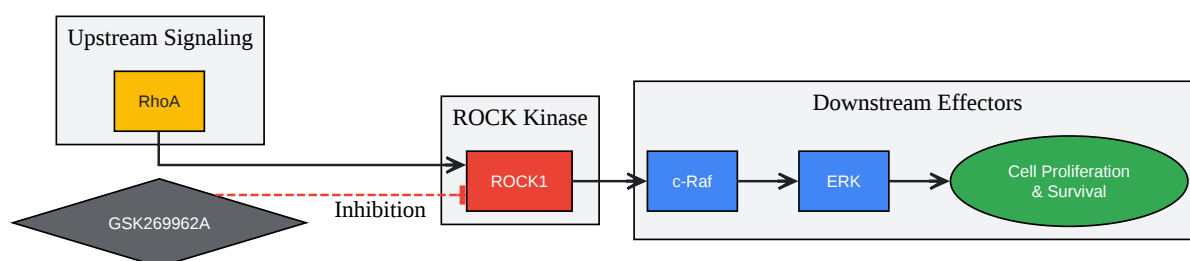 Upstream Signaling
RhoA
GSK269962A
Inhibition
ROCK Kinase
ROCK1
Downstream Effectors
c-Raf
ERK
Cell Proliferation
& Survival